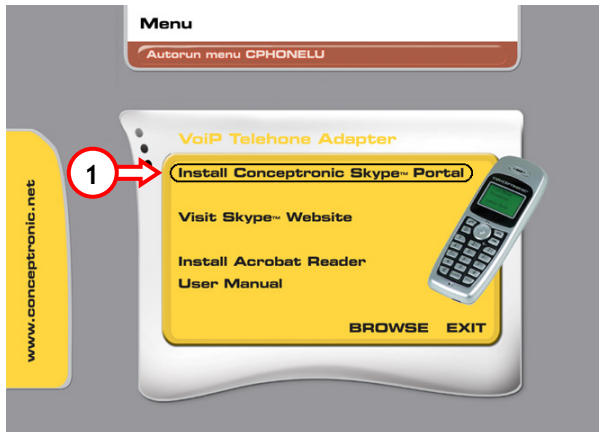 Menu
Autorun menu CPHONELU
www.conceptronic.net
VoiP Telehone Adapter
1
Install Conceptronic Skype™ Portal
Visit Skype™ Website
Install Acrobat Reader
User Manual
BROWSE EXIT